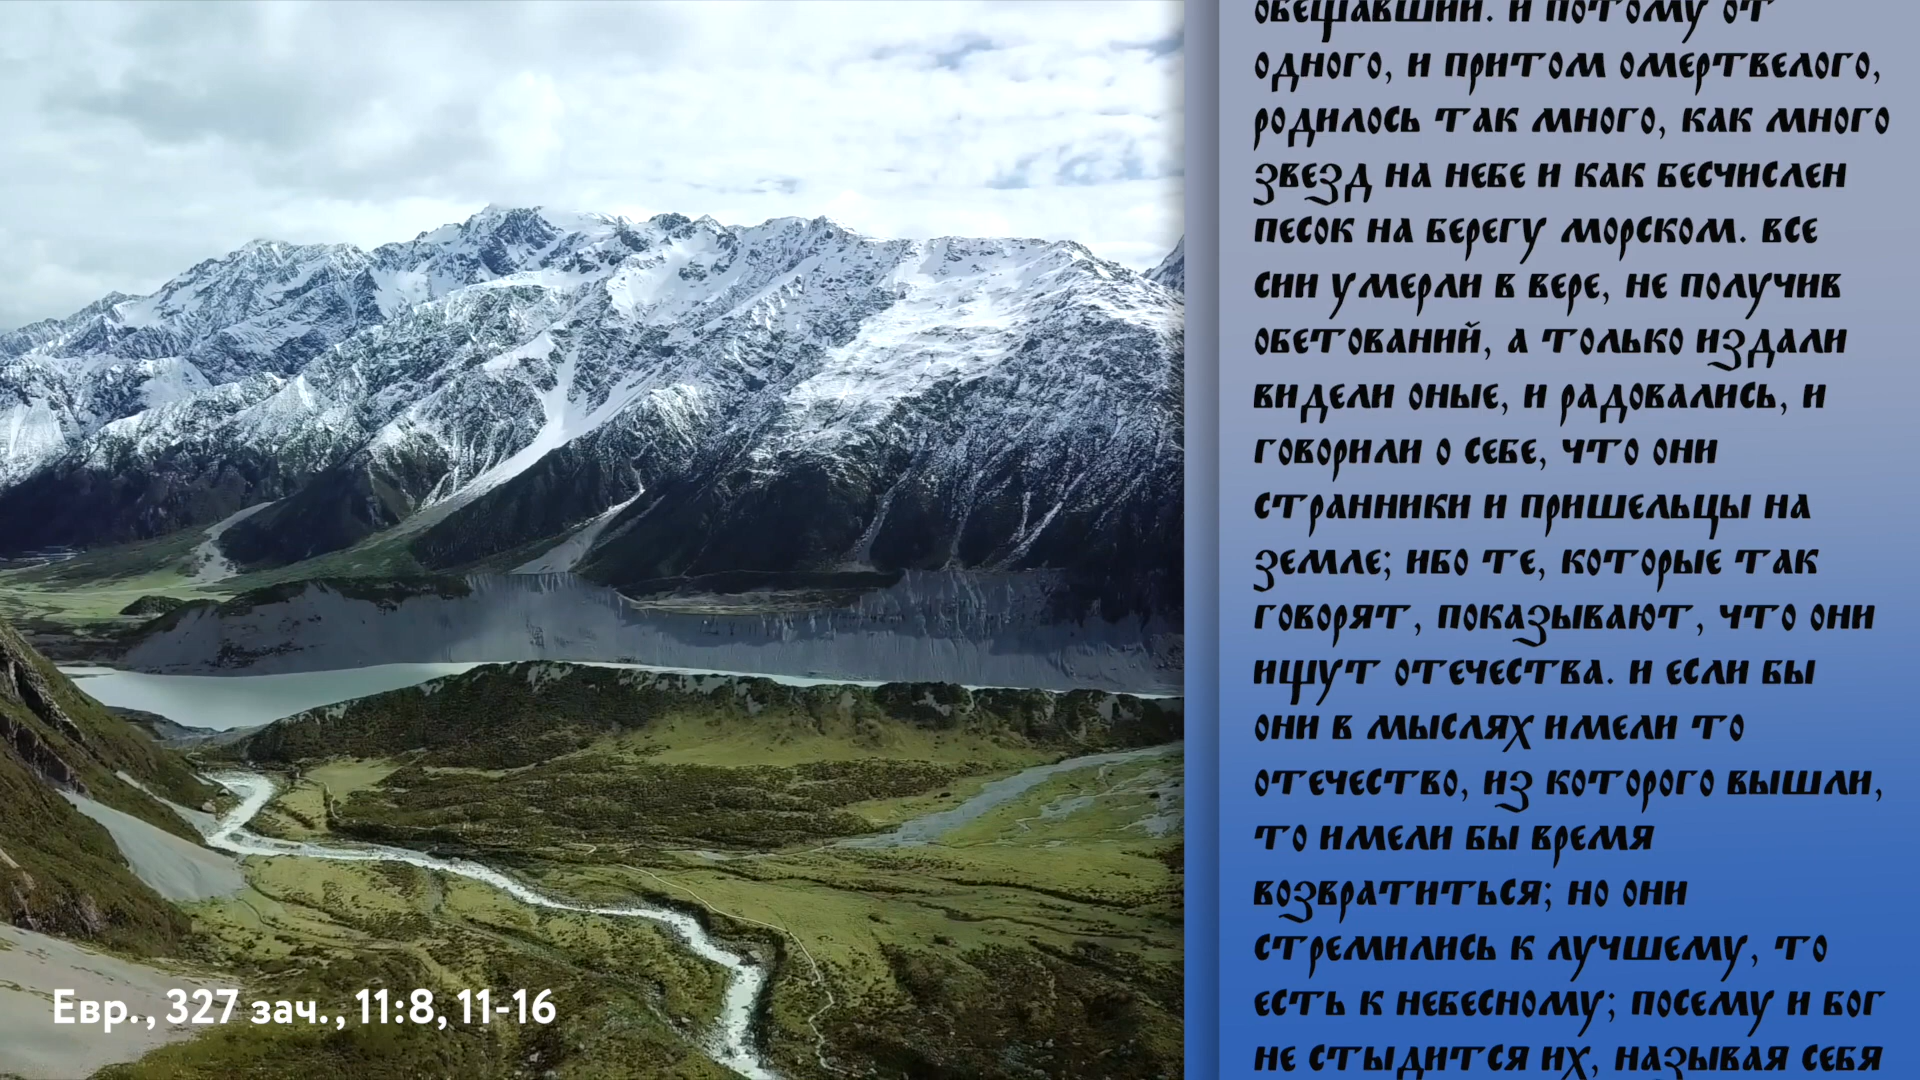 обещавший. и потому от
одного, и притом омертвелого,
родилось так много, как много
звезд на небе и как бесчислен
песок на берегу морском. все
сии умерли в вере, не получив
обетований, а только издали
видели оные, и радовались, и
говорили о себе, что они
странники и пришельцы на
земле; ибо те, которые так
говорят, показывают, что они
ищут отечества. и если бы
они в мыслях имели то
отечество, из которого вышли,
то имели бы время
возвратиться; но они
стремились к лучшему, то
есть к небесному; посему и бог
не стыдится их, называя себя
Евр., 327 зач., 11:8, 11-16